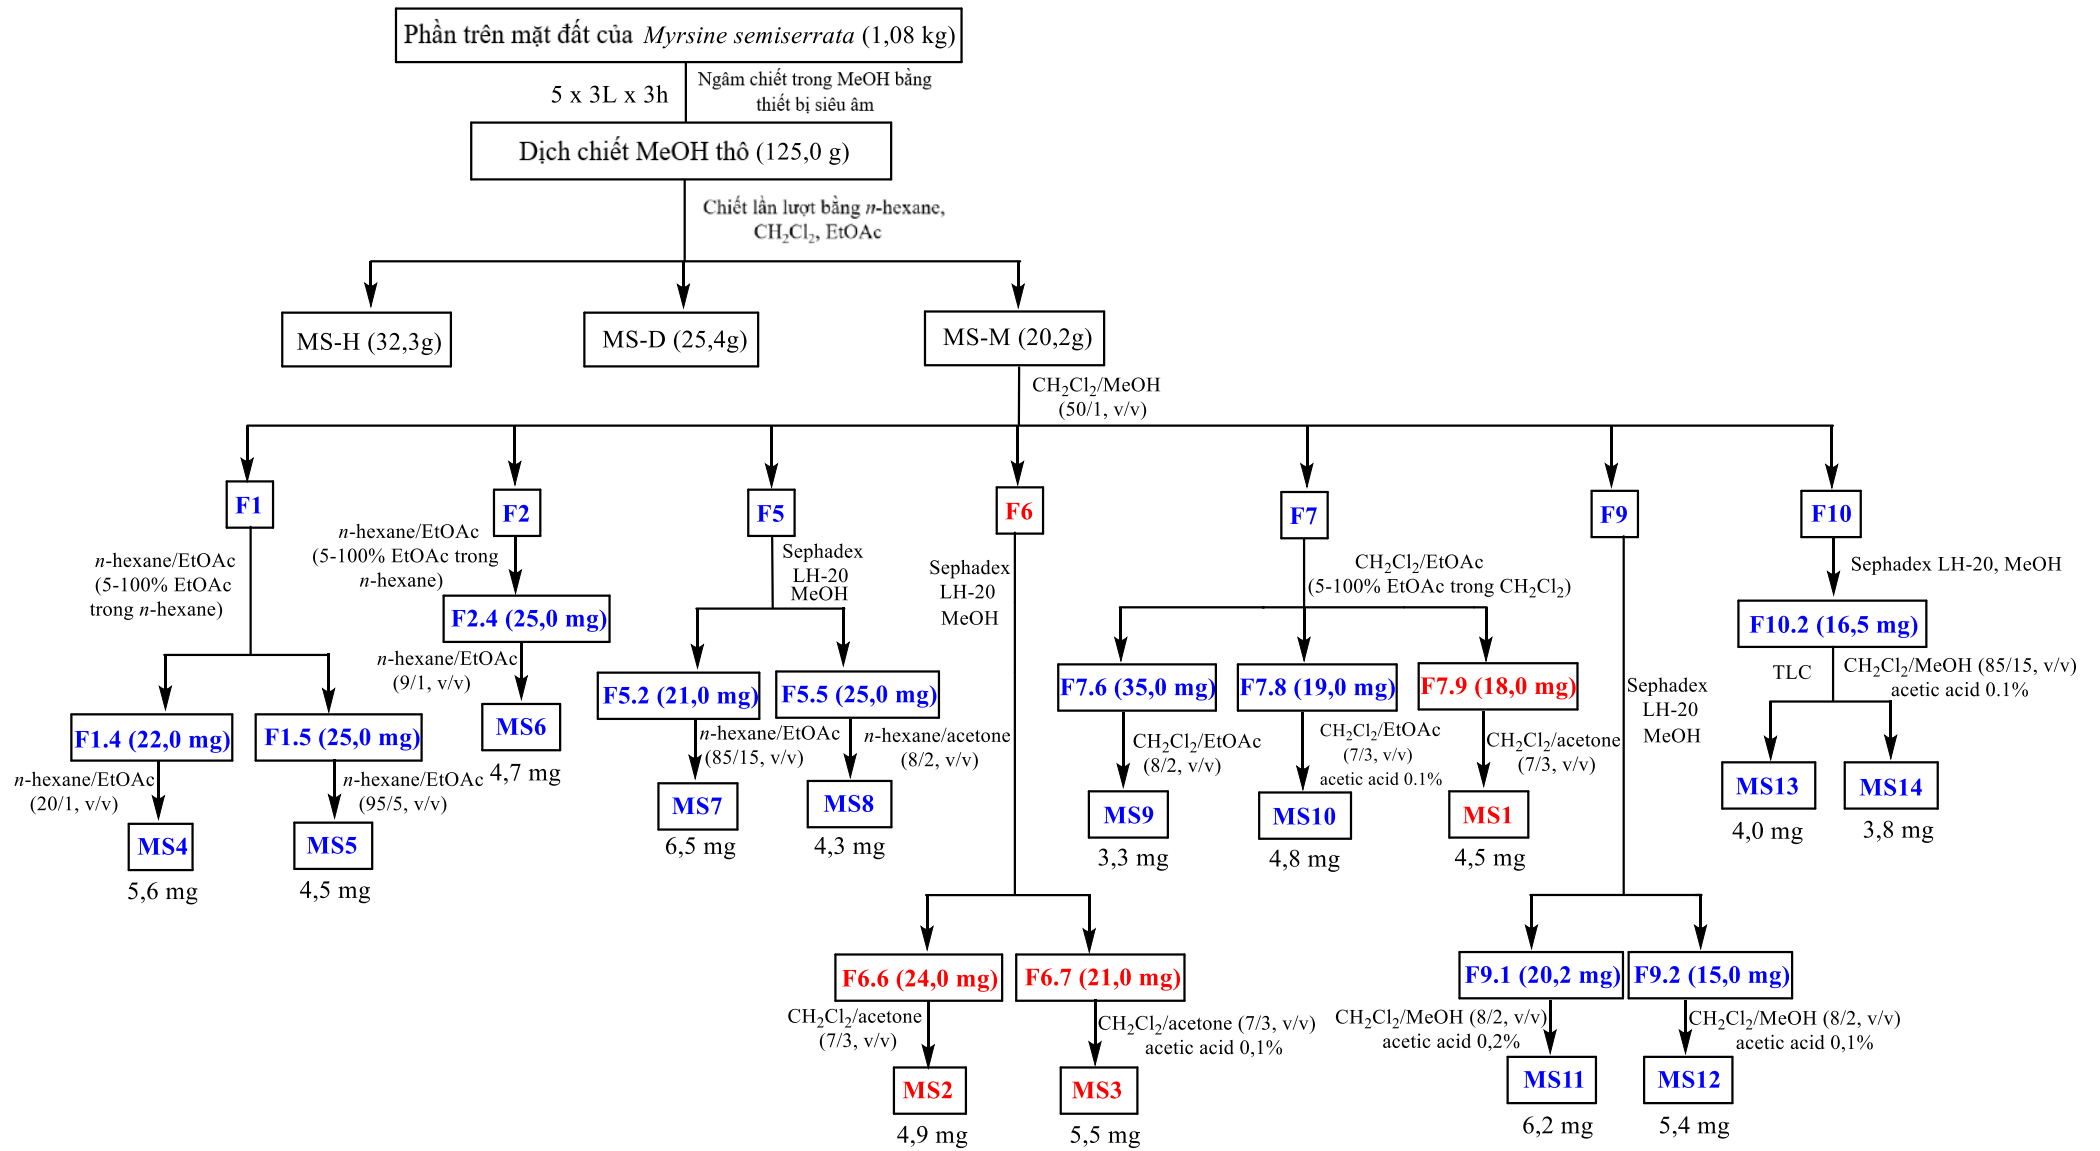 Phần trên mặt đất của Myrsine semiserrata (1,08 kg)
5 x 3L x 3h
Ngâm chiết trong MeOH bằng
thiết bị siêu âm
Dịch chiết MeOH thô (125,0 g)
Chiết lần lượt bằng n-hexane,
CH2Cl2, EtOAc
MS-H (32,3g)
MS-D (25,4g)
MS-M (20,2g)
CH2Cl2/MeOH
(50/1, v/v)
F1
F2
F5
F6
F7
F9
F10
n-hexane/EtOAc
(5-100% EtOAc
trong n-hexane)
n-hexane/EtOAc
(5-100% EtOAc trong
n-hexane)
Sephadex
LH-20
MeOH
Sephadex
LH-20
MeOH
CH2Cl2/EtOAc
(5-100% EtOAc trong CH2Cl2)
Sephadex
LH-20
MeOH
Sephadex LH-20, MeOH
F1.4 (22,0 mg)
F1.5 (25,0 mg)
F2.4 (25,0 mg)
F5.2 (21,0 mg)
F5.5 (25,0 mg)
F7.6 (35,0 mg)
F7.8 (19,0 mg)
F7.9 (18,0 mg)
F10.2 (16,5 mg)
n-hexane/EtOAc
(20/1, v/v)
n-hexane/EtOAc
(95/5, v/v)
n-hexane/EtOAc
(9/1, v/v)
n-hexane/EtOAc
(85/15, v/v)
n-hexane/acetone
(8/2, v/v)
CH2Cl2/EtOAc
(8/2, v/v)
CH2Cl2/EtOAc
(7/3, v/v)
acetic acid 0.1%
CH2Cl2/acetone
(7/3, v/v)
TLC
CH2Cl2/MeOH (85/15, v/v)
acetic acid 0.1%
MS4
5,6 mg
MS5
4,5 mg
MS6
4,7 mg
MS7
6,5 mg
MS8
4,3 mg
MS9
3,3 mg
MS10
4,8 mg
MS1
4,5 mg
MS13
4,0 mg
MS14
3,8 mg
F6.6 (24,0 mg)
F6.7 (21,0 mg)
F9.1 (20,2 mg)
F9.2 (15,0 mg)
CH2Cl2/acetone
(7/3, v/v)
CH2Cl2/acetone (7/3, v/v)
acetic acid 0,1%
CH2Cl2/MeOH (8/2, v/v)
acetic acid 0,2%
CH2Cl2/MeOH (8/2, v/v)
acetic acid 0,1%
MS2
4,9 mg
MS3
5,5 mg
MS11
6,2 mg
MS12
5,4 mg